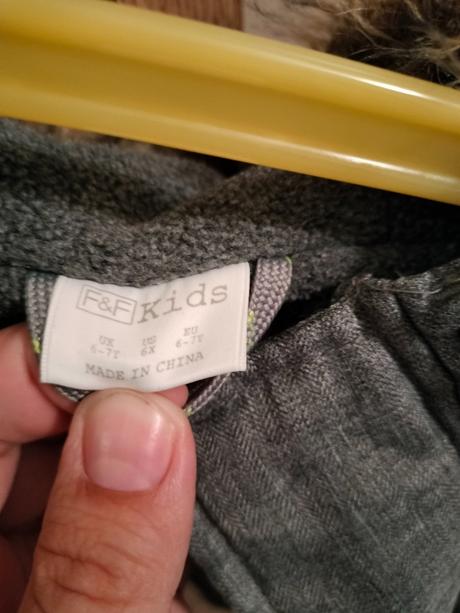 F&F Kids
UK US EU
6-7Y 6X 6-7Y
MADE IN CHINA